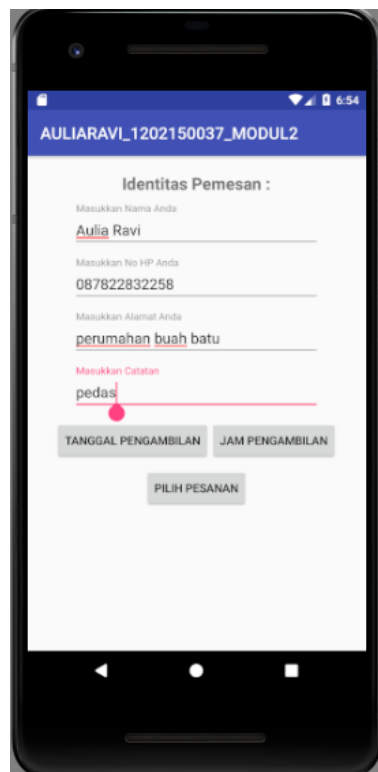 6:54
AULIARAVI_1202150037_MODUL2
Identitas Pemesan :
Masukkan Nama Anda
Aulia Ravi
Masukkan No HP Anda
087822832258
Masukkan Alamat Anda
perumahan buah batu
Masukkan Catatan
pedas
TANGGAL PENGAMBILAN JAM PENGAMBILAN
PILIH PESANAN